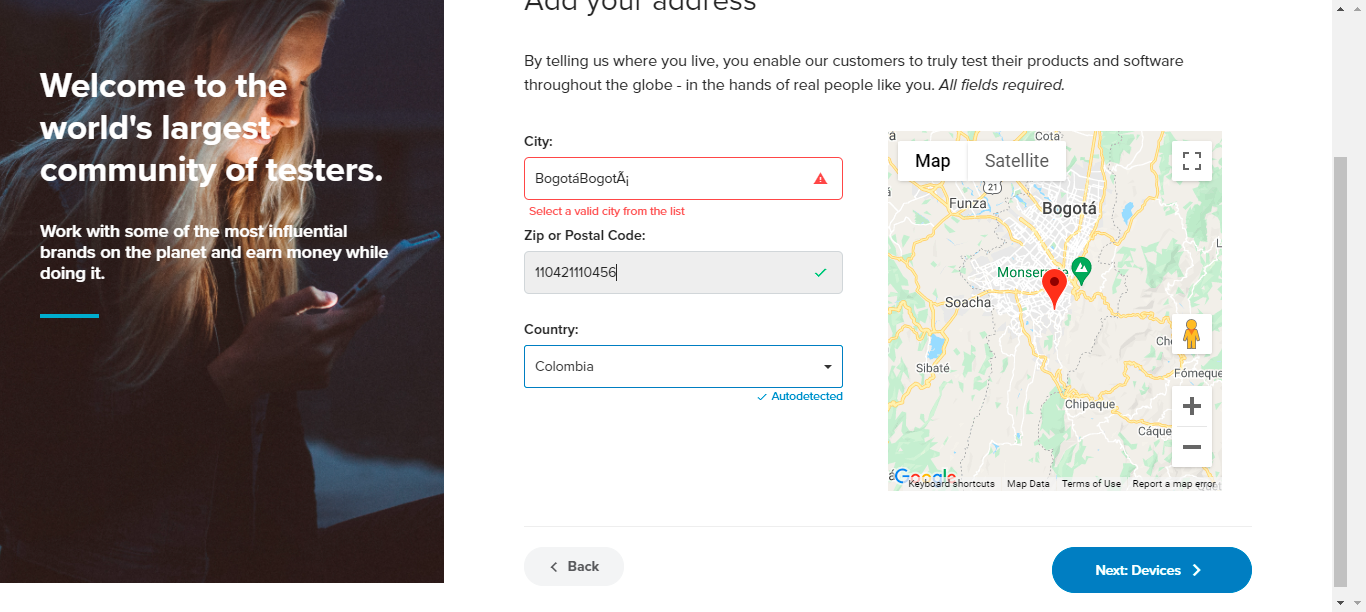 Add your address
Welcome to the
world's largest
community of testers.
Work with some of the most influential
brands on the planet and earn money while
doing it.
By telling us where you live, you enable our customers to truly test their products and software
throughout the globe - in the hands of real people like you. All fields required.
City:
BogotáBogotÃ¡
Select a valid city from the list
Zip or Postal Code:
110421110456
Country:
Colombia
Autodetected
Map
Satellite
Cota
21
Funza
Bogotá
Soacha
Sibaté
Chipaque
Fómeque
Google
Keyboard shortcuts
Map Data
Terms of Use
Report a map error
Back
Next: Devices